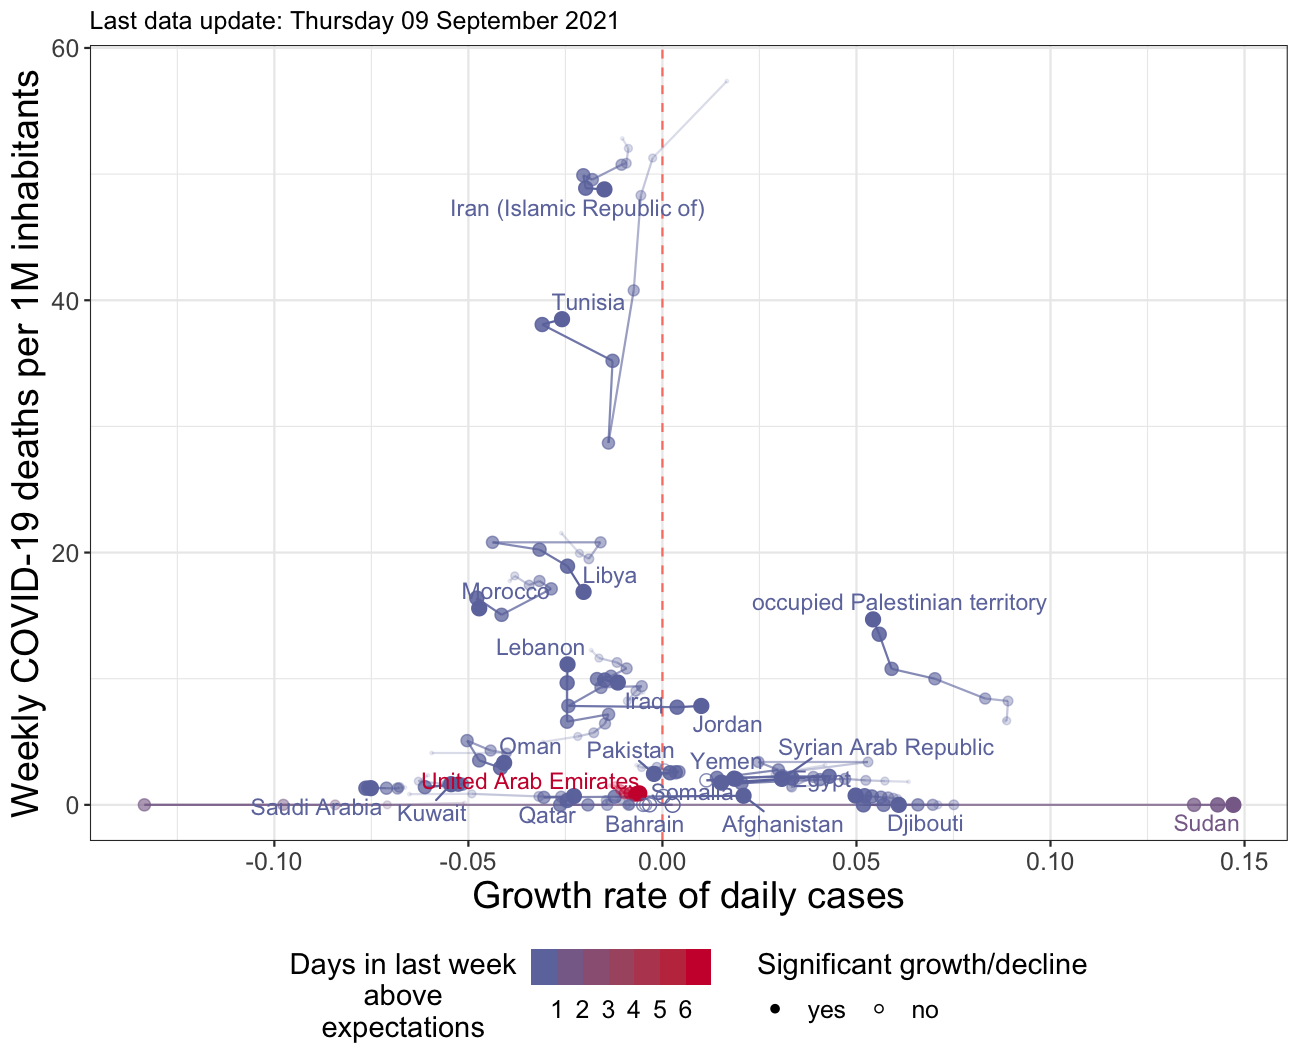 Last data update: Thursday 09 September 2021
Weekly COVID-19 deaths per 1M inhabitants
60
40
20
0
Iran (Islamic Republic of)
Tunisia
Libya
Morocco
occupied Palestinian territory
Lebanon
Iraq
Jordan
Oman
Pakistan
Syrian Arab Republic
Yemen
United Arab Emirates
Egypt
Somalia
Saudi Arabia
Kuwait
Qatar
Bahrain
Afghanistan
Djibouti
Sudan
-0.10 -0.05 0.00 0.05 0.10 0.15
Growth rate of daily cases
Days in last week
above
expectations
1 2 3 4 5 6
Significant growth/decline
yes no